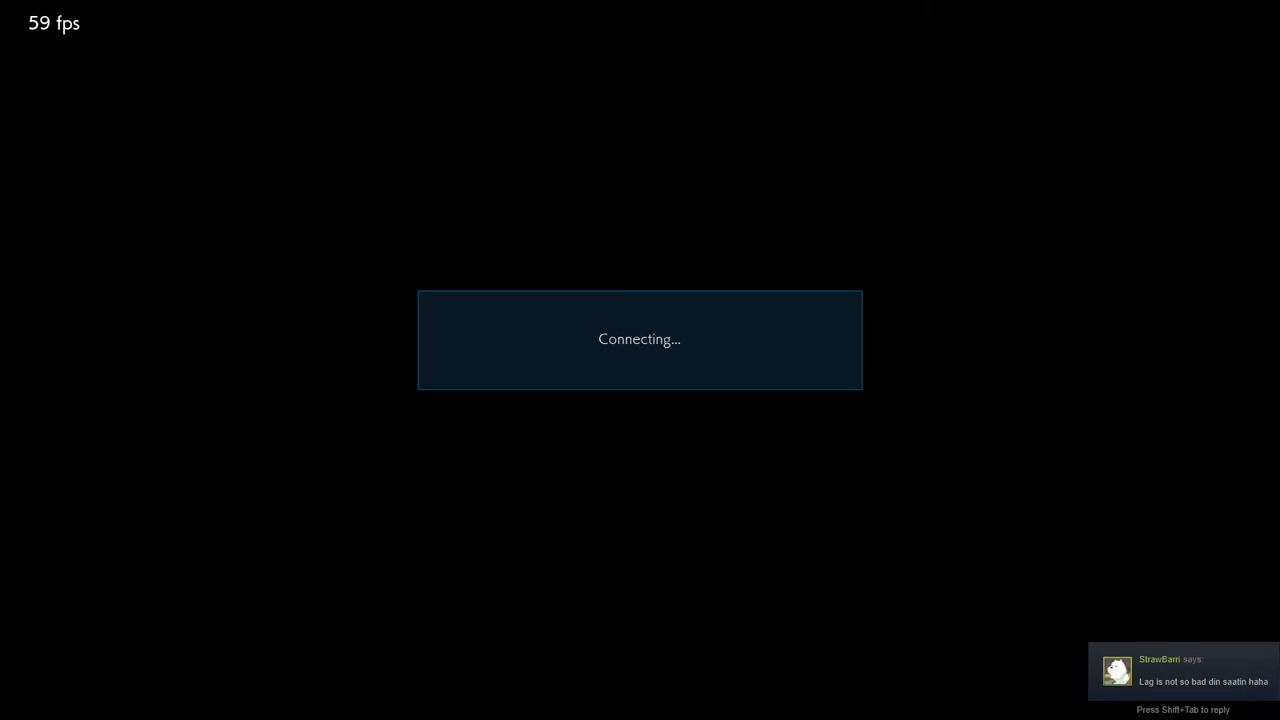 59 fps
Connecting...
StrawBarri says:
Lag is not so bad din saatin haha
Press Shift+Tab to reply